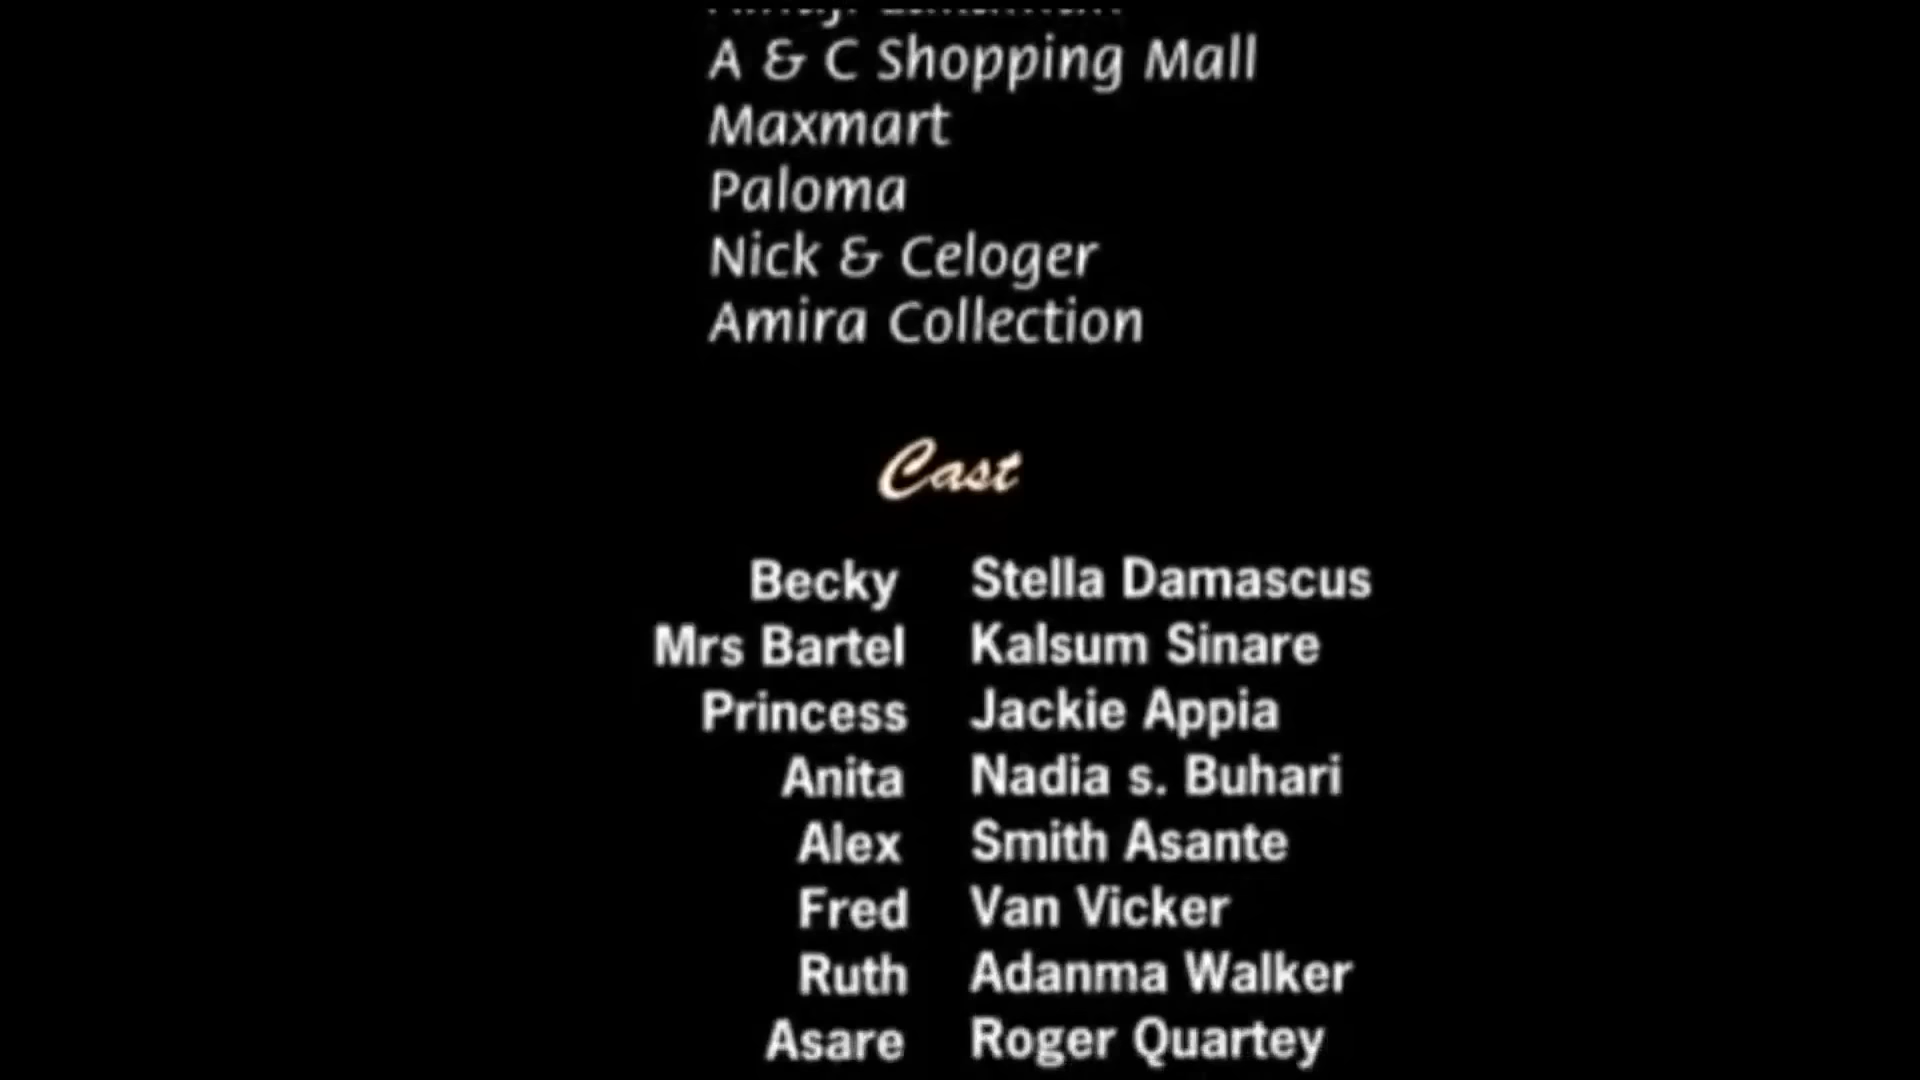 A & C Shopping Mall
Maxmart
Paloma
Nick & Celoger
Amira Collection
Cast
Becky Stella Damascus
Mrs Bartel Kalsum Sinare
Princess Jackie Appia
Anita Nadia s. Buhari
Alex Smith Asante
Fred Van Vicker
Ruth Adanma Walker
Asare Roger Quartey